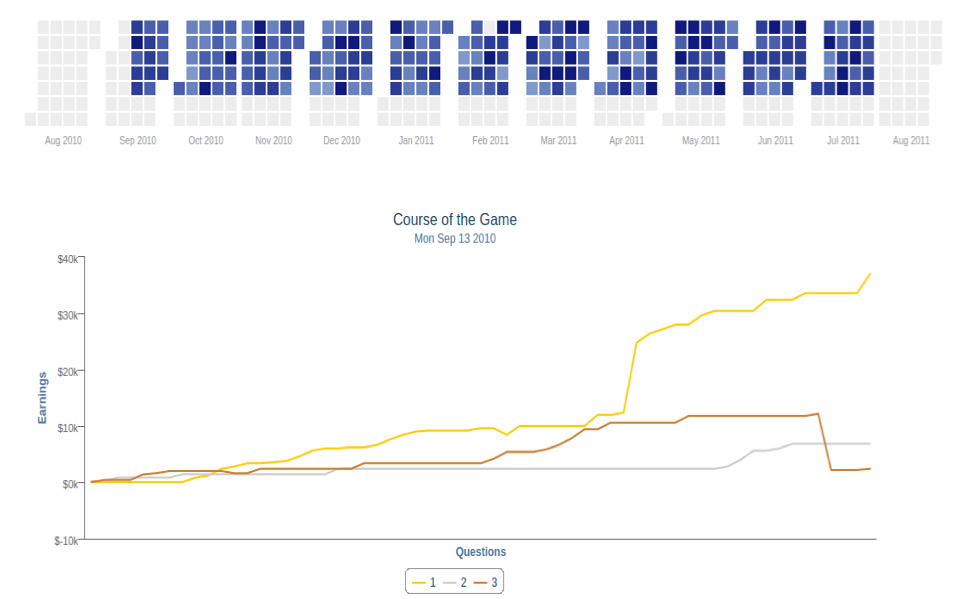 Aug 2010 Sep 2010 Oct 2010 Nov 2010 Dec 2010 Jan 2011 Feb 2011 Mar 2011 Apr 2011 May 2011 Jun 2011 Jul 2011 Aug 2011
Course of the Game
Mon Sep 13 2010
$40k
$30k
$20k
$10k
$0k
$-10k
Earnings
Questions
1 2 3